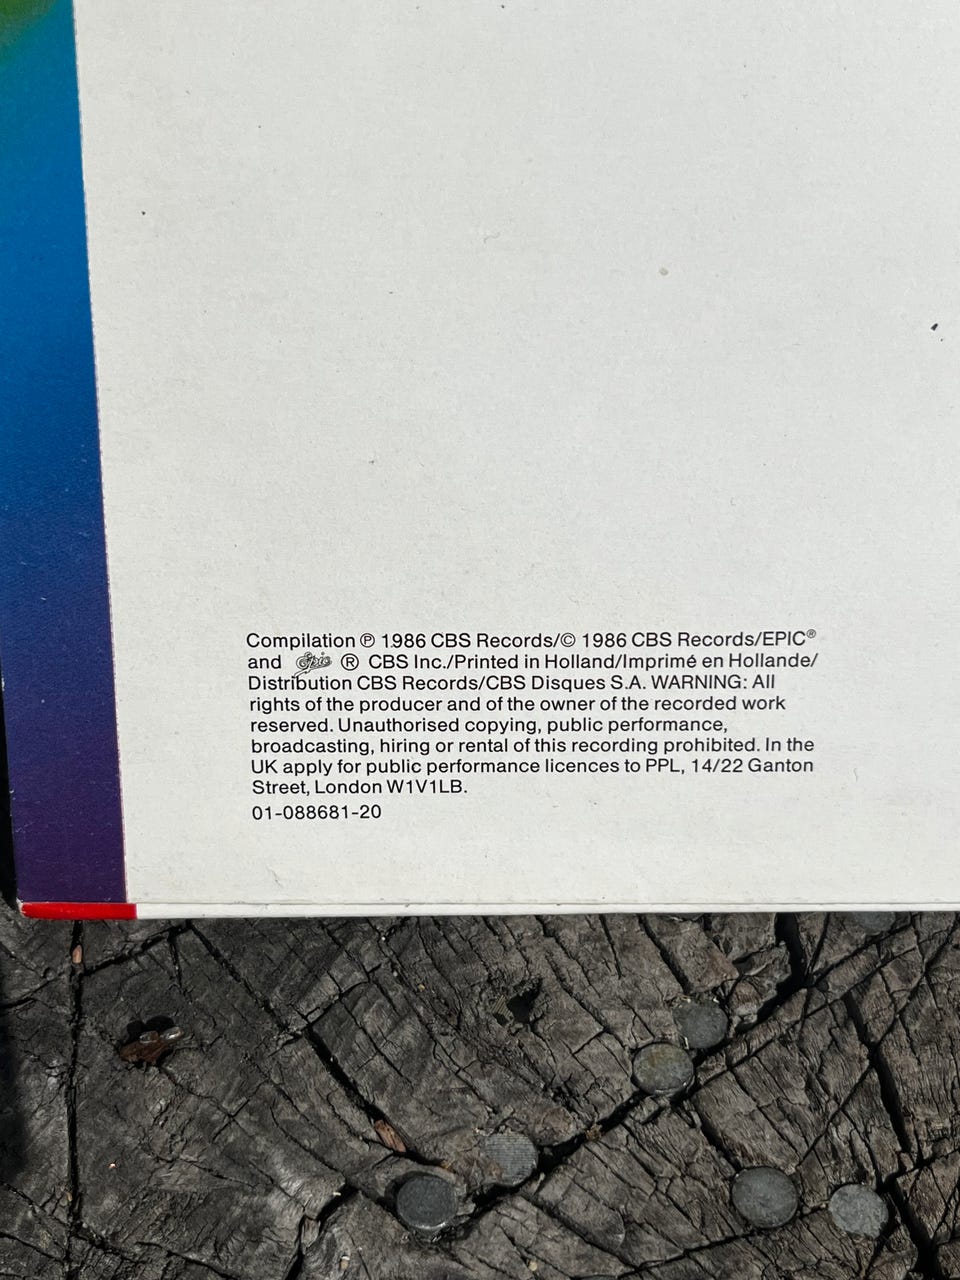 Compilation ℗ 1986 CBS Records/© 1986 CBS Records/EPIC®
and Epic ® CBS Inc./Printed in Holland/Imprimé en Hollande/
Distribution CBS Records/CBS Disques S.A. WARNING: All
rights of the producer and of the owner of the recorded work
reserved. Unauthorised copying, public performance,
broadcasting, hiring or rental of this recording prohibited. In the
UK apply for public performance licences to PPL, 14/22 Ganton
Street, London W1V1LB.
01-088681-20